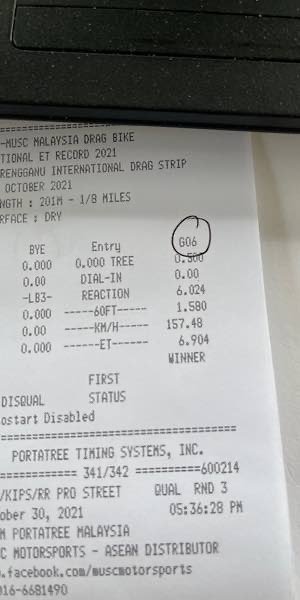 -MUSC MALAYSIA DRAG BIKE
TIONAL ET RECORD 2021
RENGGANU INTERNATIONAL DRAG STRIP
OCTOBER 2021
NGTH : 201M - 1/8 MILES
RFACE : DRY
BYE Entry G06
0.000 0.000 TREE 0.500
0.00 DIAL-IN 0.00
-LB3- REACTION 6.024
0.000 ------60FT------ 1.580
0.00 -----KM/H----- 157.48
0.000 ------ET------ 6.904
WINNER
FIRST
DISQUAL STATUS
ostart Disabled
PORTATREE TIMING SYSTEMS, INC.
============ 341/342 ==========600214
/KIPS/RR PRO STREET QUAL RND 3
ober 30, 2021 05:36:28 PM
M PORTATREE MALAYSIA
C MOTORSPORTS - ASEAN DISTRIBUTOR
.facebook.com/muscmotorsports
016-6681490